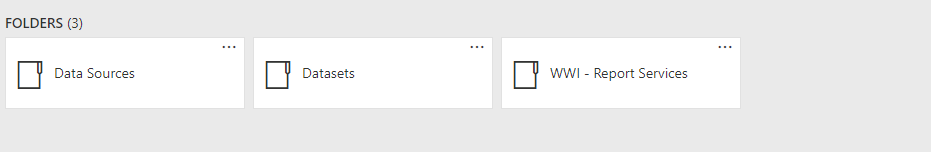 FOLDERS (3)
... ... ...
Data Sources Datasets WWI - Report Services